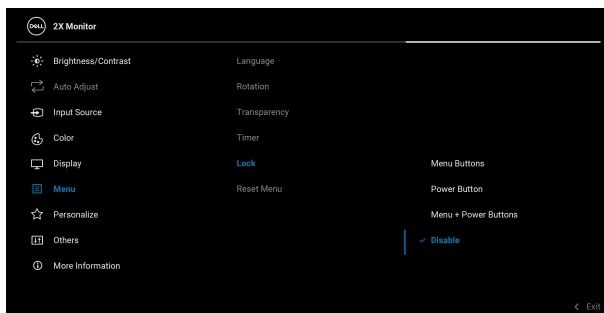 DELL
2X Monitor
Brightness/Contrast
Auto Adjust
Input Source
Color
Display
Menu
Personalize
Others
More Information
Language
Rotation
Transparency
Timer
Lock
Reset Menu
Menu Buttons
Power Button
Menu + Power Buttons
Disable
Exit